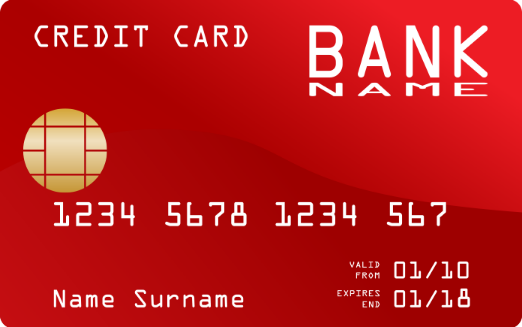 CREDIT CARD
BANK
NAME
1234 5678 1234 567
VALID FROM 01/10
EXPIRES END 01/18
Name Surname